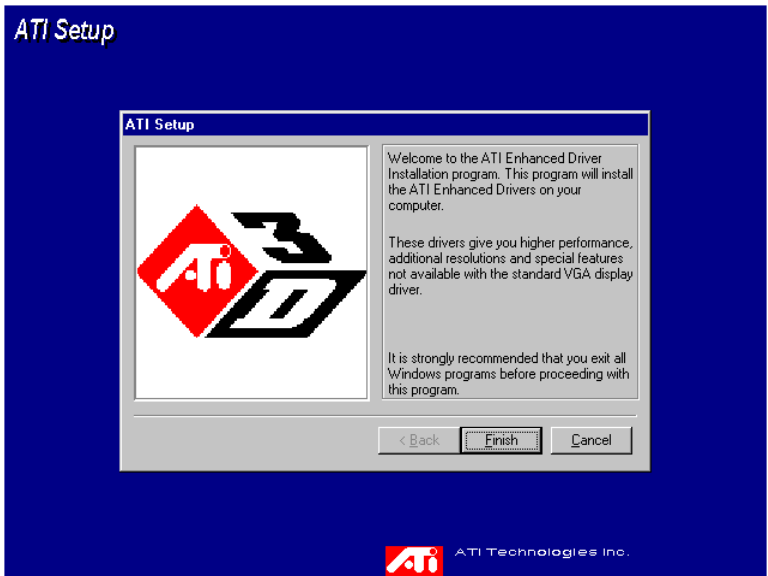 ATI Setup
ATI Setup
ATi
3D
Welcome to the ATI Enhanced Driver
Installation program. This program will install
the ATI Enhanced Drivers on your
computer.
These drivers give you higher performance,
additional resolutions and special features
not available with the standard VGA display
driver.
It is strongly recommended that you exit all
Windows programs before proceeding with
this program.
< Back
Finish
Cancel
ATi
ATI Technologies Inc.